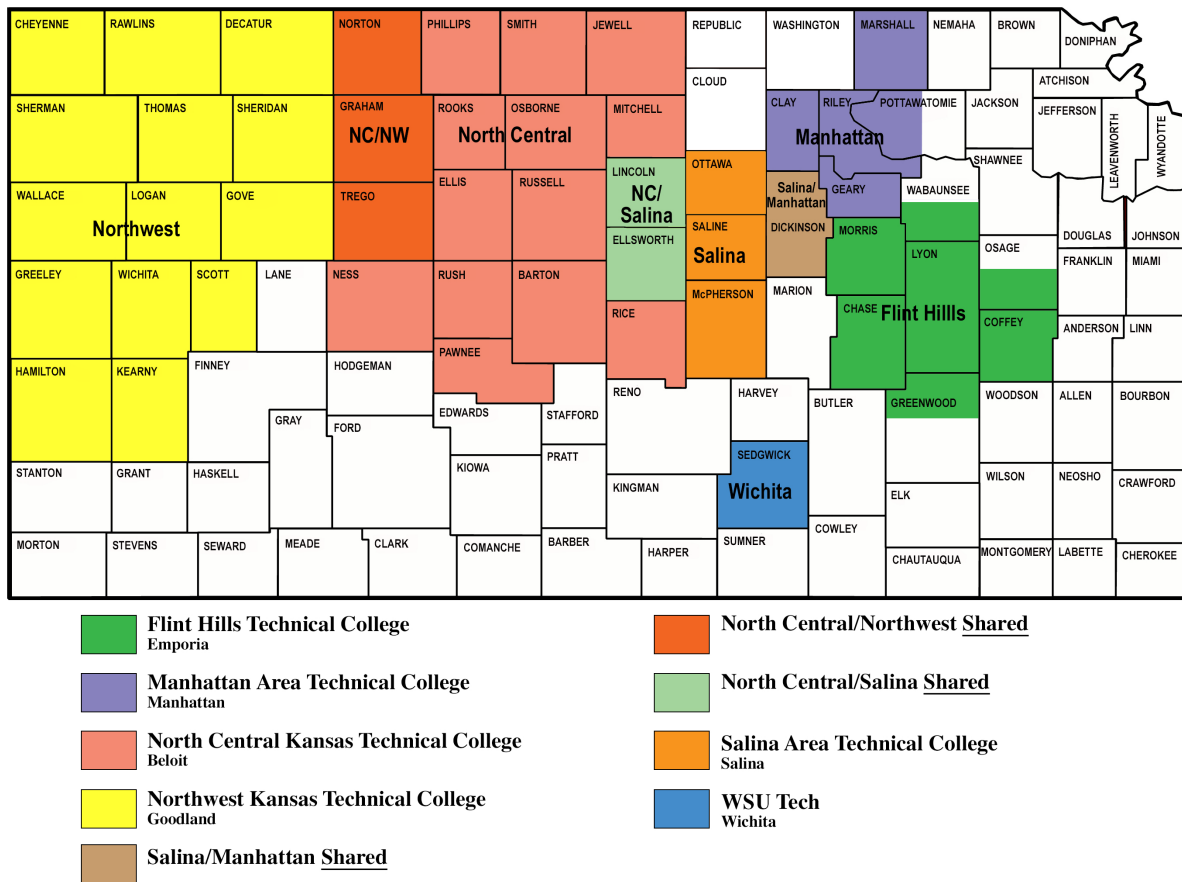 CHEYENNE
RAWLINS
DECATUR
NORTON
PHILLIPS
SMITH
JEWELL
REPUBLIC
WASHINGTON
MARSHALL
NEMAHA
BROWN
DONIPHAN
CLOUD
ATCHISON
SHERMAN
THOMAS
SHERIDAN
GRAHAM
NC/NW
ROOKS
OSBORNE
North Central
MITCHELL
CLAY
RILEY
POTTAWATOMIE
Manhattan
JACKSON
JEFFERSON
LEAVENWORTH
WYANDOTTE
OTTAWA
SHAWNEE
WALLACE
LOGAN
GOVE
Northwest
TREGO
ELLIS
RUSSELL
LINCOLN
NC/
Salina
Salina/
Manhattan
GEARY
WABAUNSEE
SALINE
Salina
DICKINSON
MORRIS
DOUGLAS
JOHNSON
ELLSWORTH
OSAGE
LYON
FRANKLIN
MIAMI
GREELEY
WICHITA
SCOTT
LANE
NESS
RUSH
BARTON
McPHERSON
MARION
RICE
CHASE
Flint Hillls
COFFEY
ANDERSON
LINN
PAWNEE
HAMILTON
KEARNY
FINNEY
HODGEMAN
RENO
HARVEY
BUTLER
GREENWOOD
WOODSON
ALLEN
BOURBON
EDWARDS
STAFFORD
GRAY
FORD
SEDGWICK
Wichita
PRATT
KIOWA
STANTON
GRANT
HASKELL
KINGMAN
ELK
WILSON
NEOSHO
CRAWFORD
COWLEY
MORTON
STEVENS
SEWARD
MEADE
CLARK
COMANCHE
BARBER
HARPER
SUMNER
CHAUTAUQUA
MONTGOMERY
LABETTE
CHEROKEE
Flint Hills Technical College
Emporia
Manhattan Area Technical College
Manhattan
North Central Kansas Technical College
Beloit
Northwest Kansas Technical College
Goodland
Salina/Manhattan Shared
North Central/Northwest Shared
North Central/Salina Shared
Salina Area Technical College
Salina
WSU Tech
Wichita